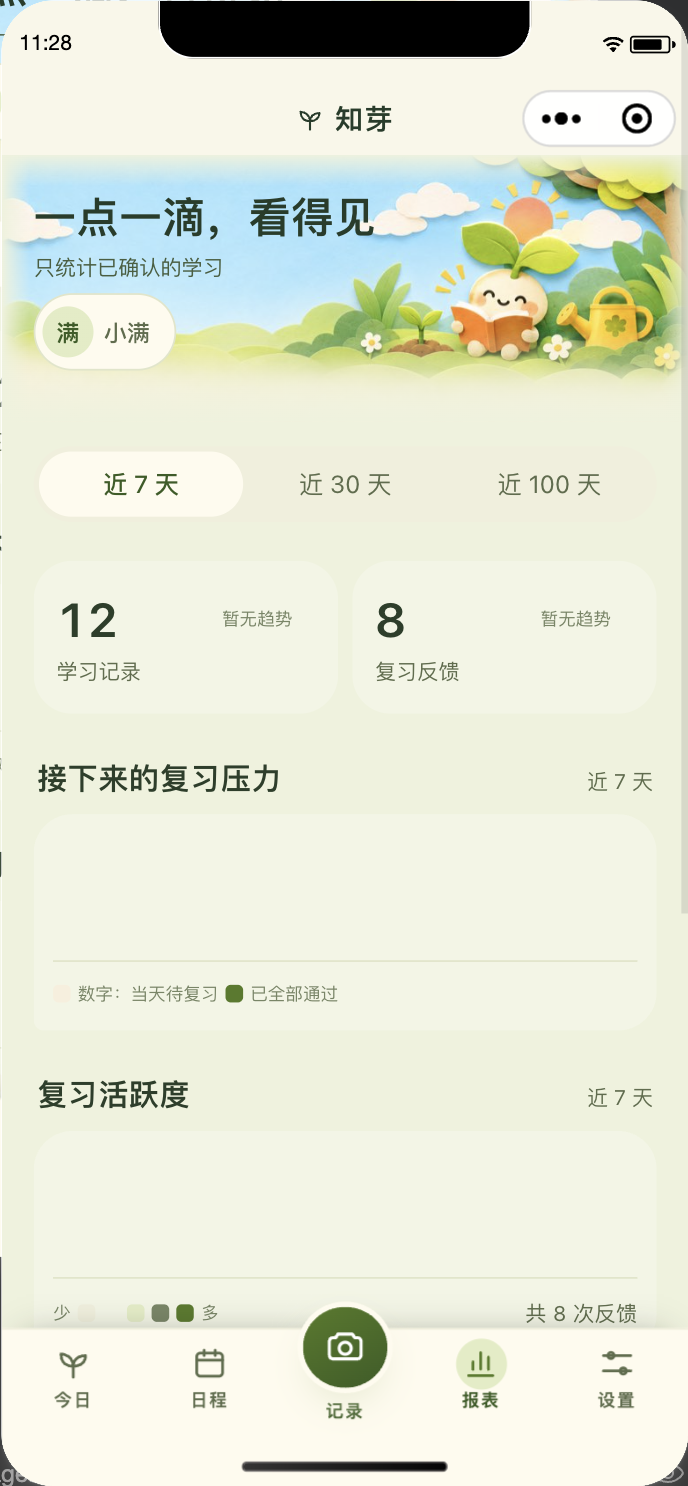 11:28
知芽
一点一滴，看得见
只统计已确认的学习
满 小满
近 7 天 近 30 天 近 100 天
12 暂无趋势 8 暂无趋势
学习记录 复习反馈
接下来的复习压力 近 7 天
数字：当天待复习 已全部通过
复习活跃度 近 7 天
少 多 共 8 次反馈
今日 日程 记录 报表 设置